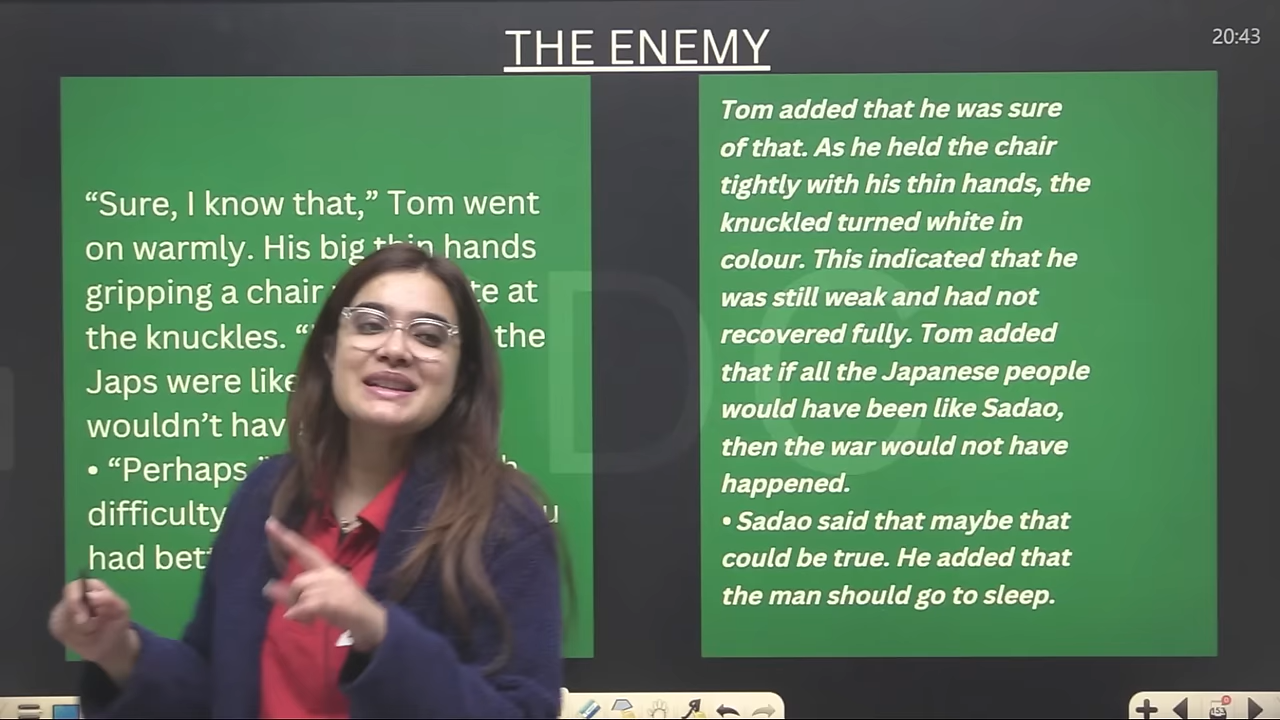 THE ENEMY
20:43
“Sure, I know that,” Tom went
on warmly. His big thin hands
gripping a chair te at
the knuckles. “ the
Japs were like
wouldn’t hav
• “Perhaps
difficulty
had bet
Tom added that he was sure
of that. As he held the chair
tightly with his thin hands, the
knuckled turned white in
colour. This indicated that he
was still weak and had not
recovered fully. Tom added
that if all the Japanese people
would have been like Sadao,
then the war would not have
happened.
• Sadao said that maybe that
could be true. He added that
the man should go to sleep.
DC